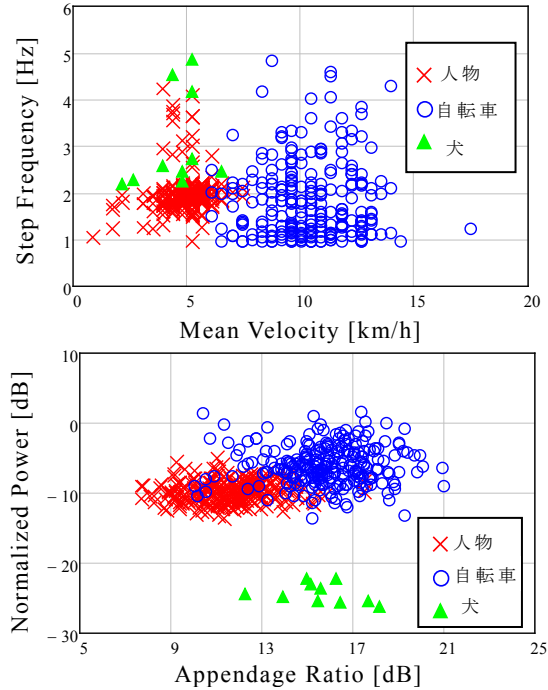 6
5
4
3
2
1
0
Step Frequency [Hz]
人物
自転車
犬
0
5
10
15
20
Mean Velocity [km/h]
10
0
－10
－20
－30
Normalized Power [dB]
人物
自転車
犬
5
9
13
17
21
25
Appendage Ratio [dB]